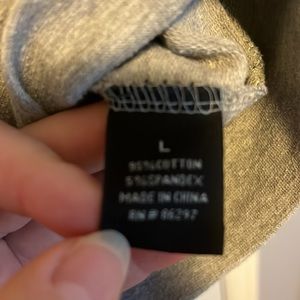 L
95% COTTON
5% SPANDEX
MADE IN CHINA
RN # 86297